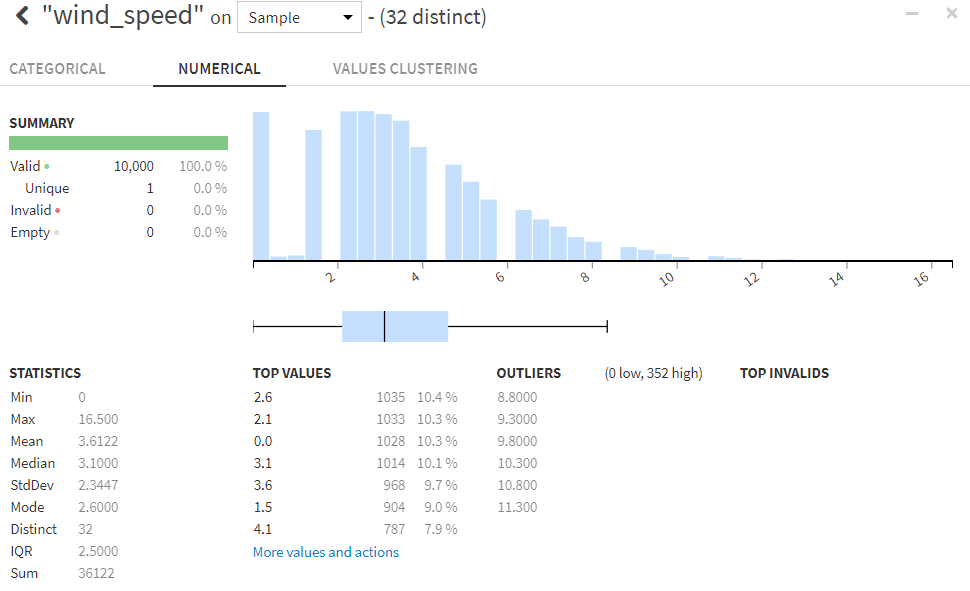 "wind_speed" on Sample - (32 distinct)
CATEGORICAL NUMERICAL VALUES CLUSTERING
SUMMARY
Valid 10,000 100.0 %
Unique 1 0.0 %
Invalid 0 0.0 %
Empty 0 0.0 %
2 4 6 8 10 12 14 16
STATISTICS
Min 0
Max 16.500
Mean 3.6122
Median 3.1000
StdDev 2.3447
Mode 2.6000
Distinct 32
IQR 2.5000
Sum 36122
TOP VALUES
2.6 1035 10.4 %
2.1 1033 10.3 %
0.0 1028 10.3 %
3.1 1014 10.1 %
3.6 968 9.7 %
1.5 904 9.0 %
4.1 787 7.9 %
More values and actions
OUTLIERS (0 low, 352 high)
8.8000
9.3000
9.8000
10.300
10.800
11.300
TOP INVALIDS